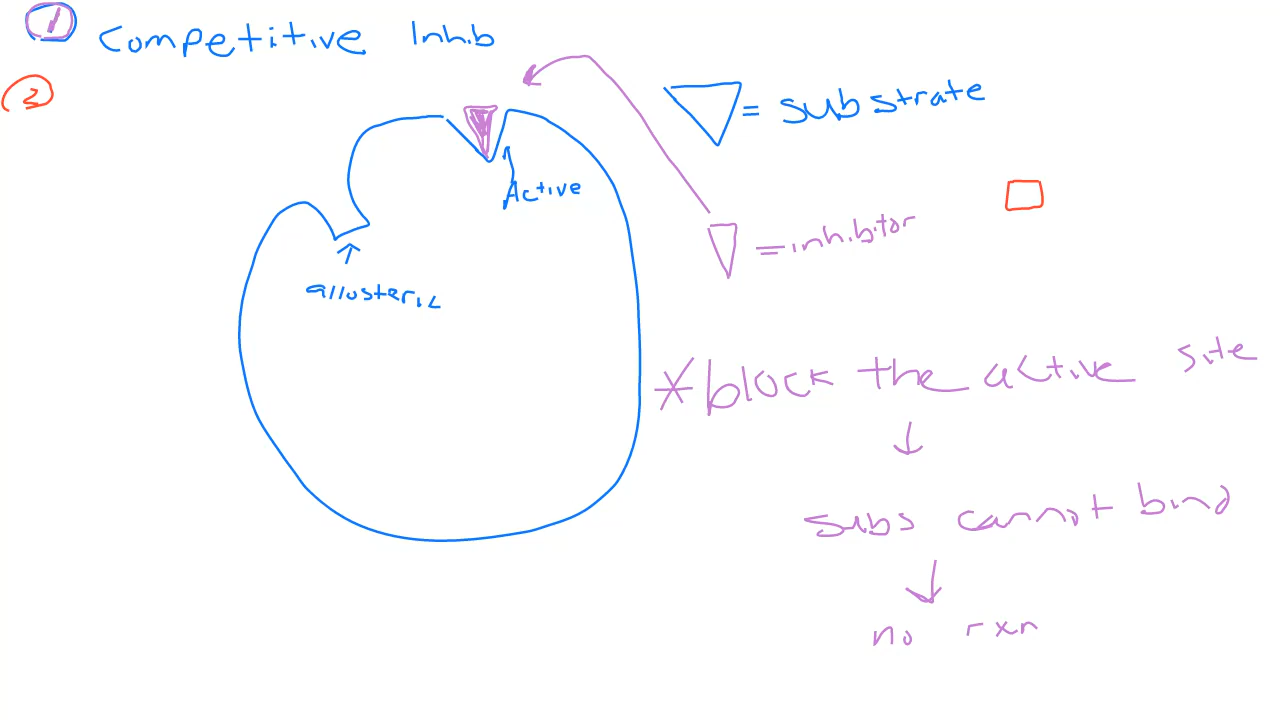 1 Competitive Inhib
2
= substrate
Active
= inhibitor
allosteric
* block the active site
↓
subs cannot bind
↓
no rxn